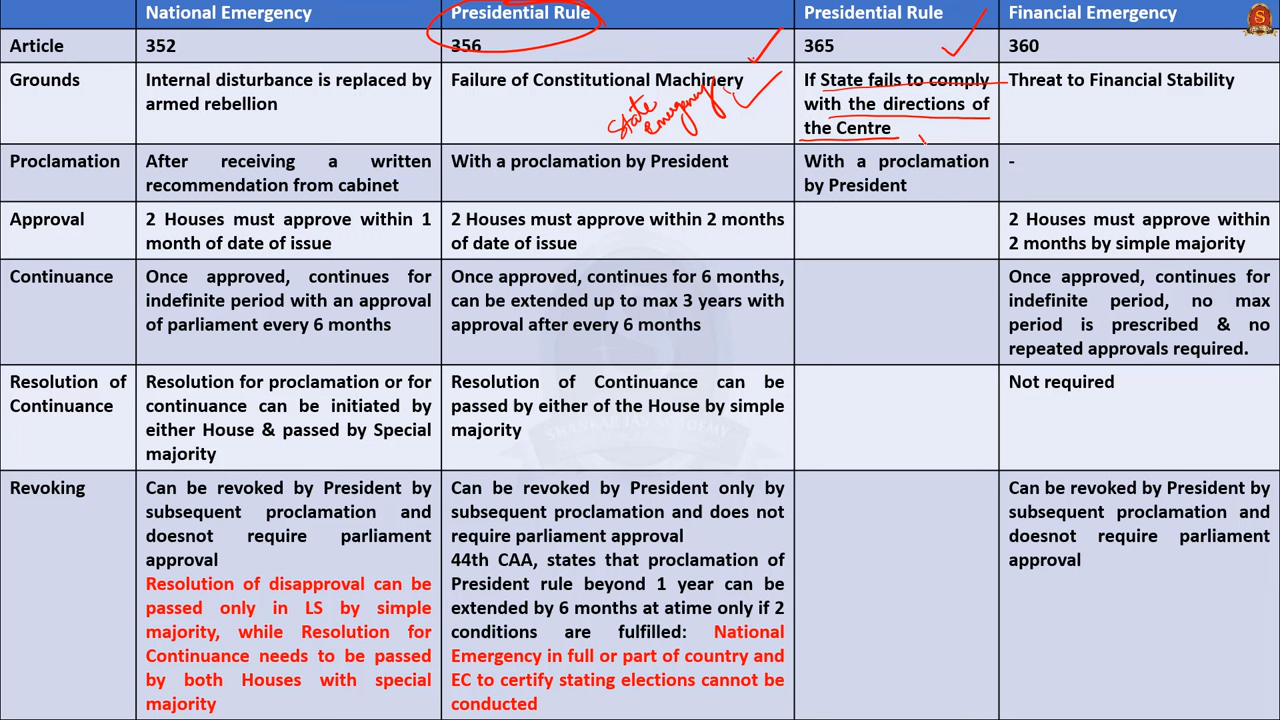 National Emergency Presidential Rule Presidential Rule Financial Emergency
Article 352 356 365 360
Grounds
Internal disturbance is replaced by
armed rebellion
Failure of Constitutional Machinery
State
Emergency
If State fails to comply
with the directions of
the Centre
Threat to Financial Stability
Proclamation
After receiving a written
recommendation from cabinet
With a proclamation by President
With a proclamation
by President
-
Approval
2 Houses must approve within 1
month of date of issue
2 Houses must approve within 2 months
of date of issue
2 Houses must approve within
2 months by simple majority
Continuance
Once approved, continues for
indefinite period with an approval
of parliament every 6 months
Once approved, continues for 6 months,
can be extended up to max 3 years with
approval after every 6 months
Once approved, continues for
indefinite period, no max
period is prescribed & no
repeated approvals required.
Resolution of
Continuance
Resolution for proclamation or for
continuance can be initiated by
either House & passed by Special
majority
Resolution of Continuance can be
passed by either of the House by simple
majority
Not required
SHANKAR IAS ACADEMY
Revoking
Can be revoked by President by
subsequent proclamation and
doesnot require parliament
approval
Resolution of disapproval can be
passed only in LS by simple
majority, while Resolution for
Continuance needs to be passed
by both Houses with special
majority
Can be revoked by President only by
subsequent proclamation and does not
require parliament approval
44th CAA, states that proclamation of
President rule beyond 1 year can be
extended by 6 months at atime only if 2
conditions are fulfilled: National
Emergency in full or part of country and
EC to certify stating elections cannot be
conducted
Can be revoked by President by
subsequent proclamation and
doesnot require parliament
approval